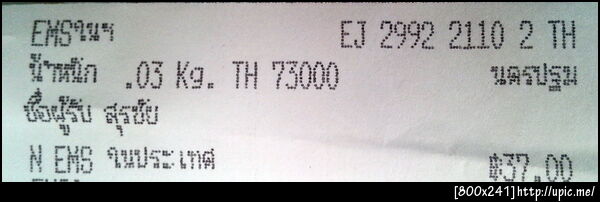 EMSในฯ EJ 2992 2110 2 TH
น้ำหนัก .03 Kg. TH 73000 นครปฐม
ชื่อผู้รับ สุรชัย
N EMS ในประเทศ ฿37.00
[800x241]http://upic.me/